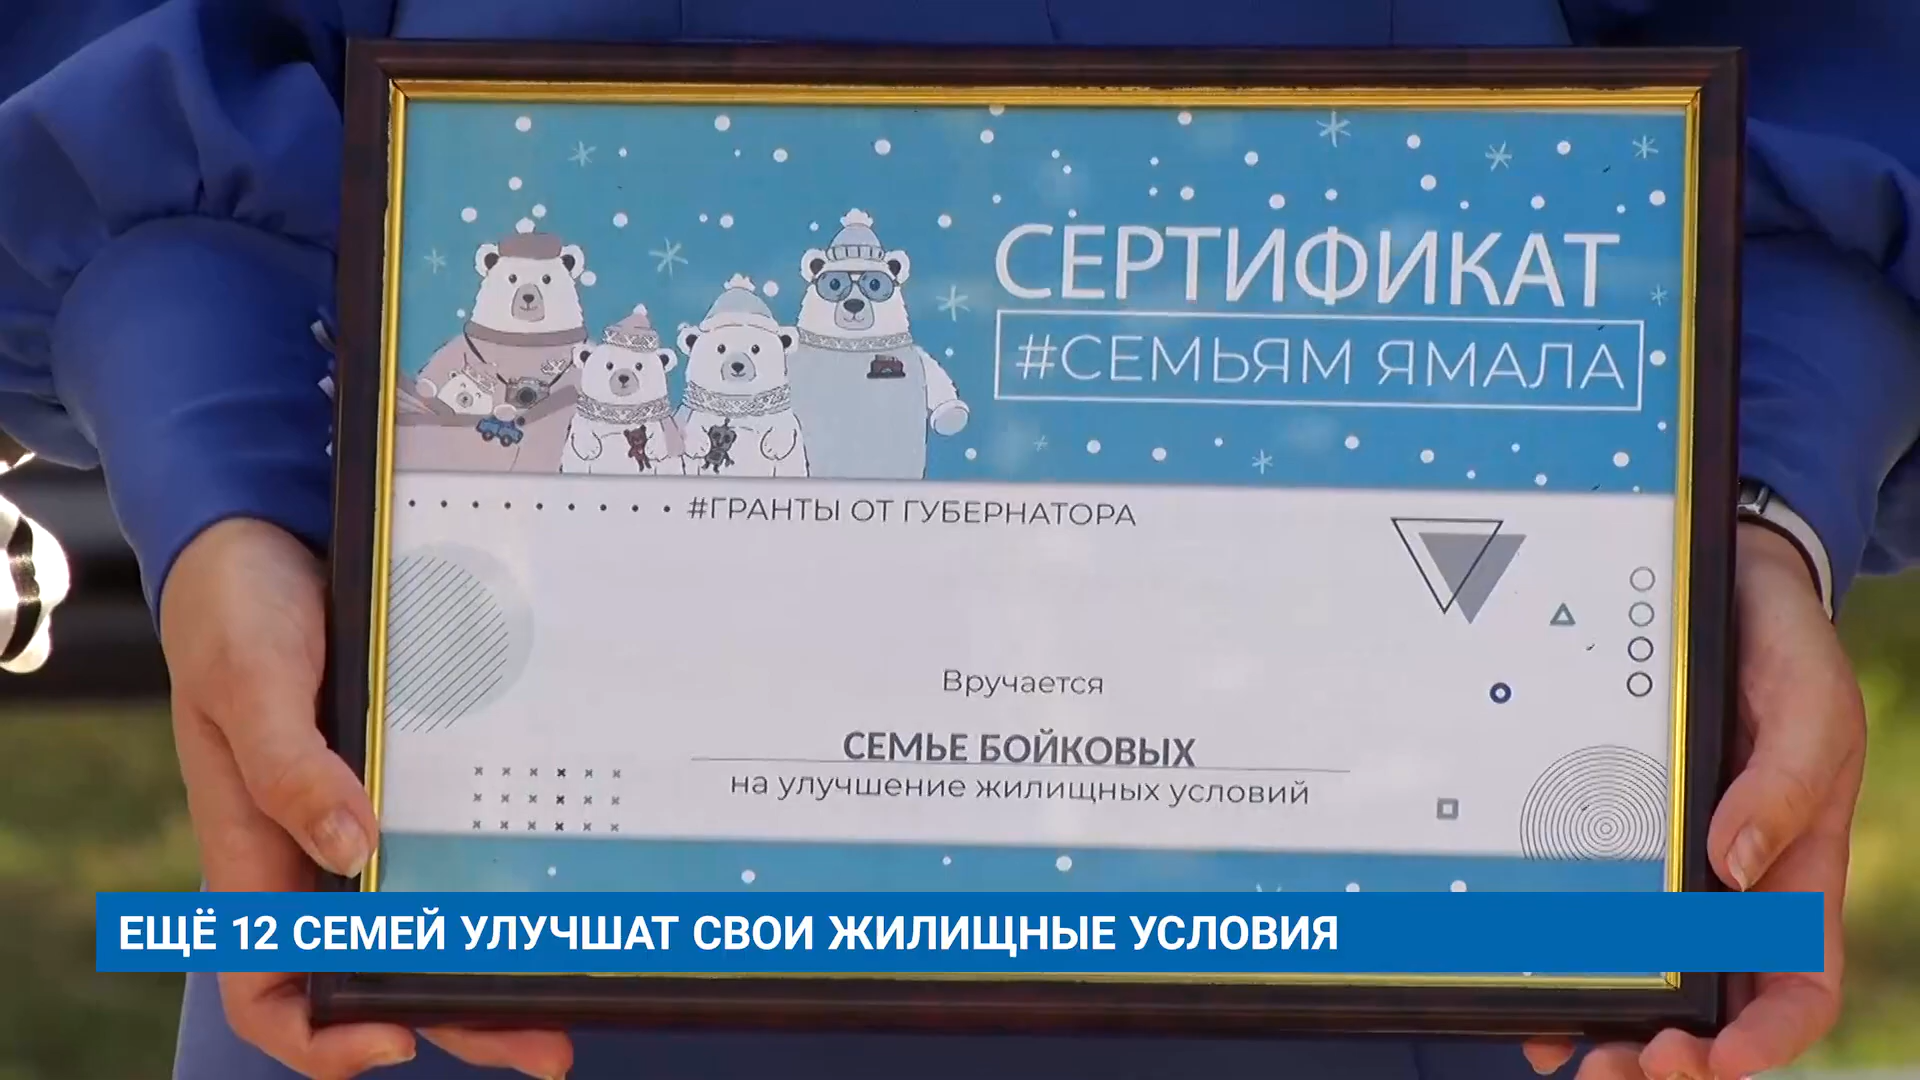 СЕРТИФИКАТ
#СЕМЬЯМ ЯМАЛА
#ГРАНТЫ ОТ ГУБЕРНАТОРА
Вручается
СЕМЬЕ БОЙКОВЫХ
на улучшение жилищных условий
ЕЩЁ 12 СЕМЕЙ УЛУЧШАТ СВОИ ЖИЛИЩНЫЕ УСЛОВИЯ